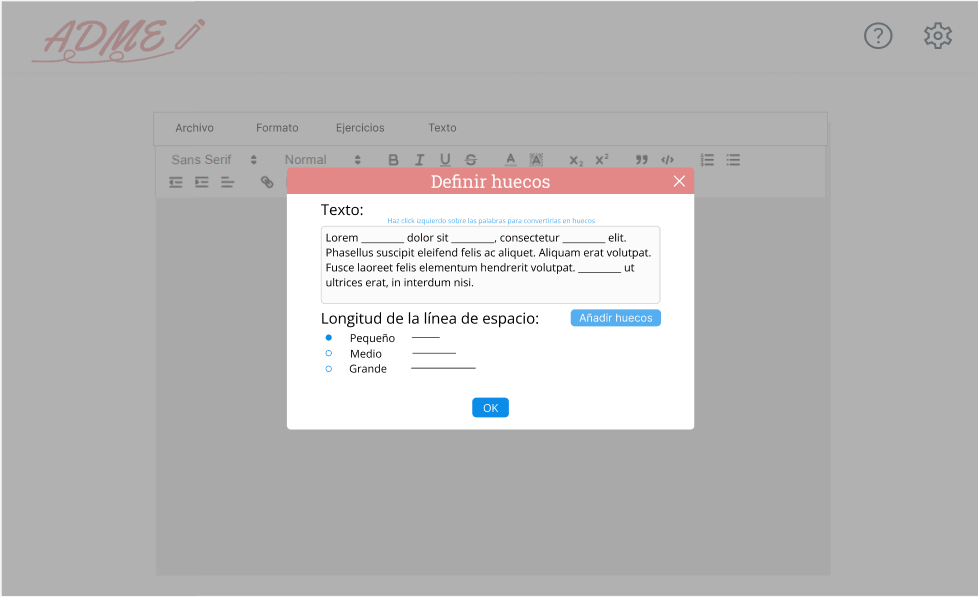 ADME
Archivo Formato Ejercicios Texto
Sans Serif Normal B I U S A A x₂ x²
Definir huecos
Texto:
Haz click izquierdo sobre las palabras para convertirlas en huecos
Lorem ________ dolor sit ________, consectetur ________ elit.
Phasellus suscipit eleifend felis ac aliquet. Aliquam erat volutpat.
Fusce laoreet felis elementum hendrerit volutpat. ________ ut
ultrices erat, in interdum nisi.
Longitud de la línea de espacio:
Añadir huecos
Pequeño
Medio
Grande
OK